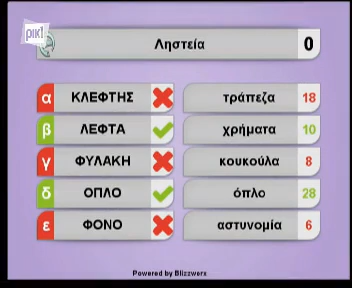 ρικ1
Ληστεία 0
α ΚΛΕΦΤΗΣ τράπεζα 18
β ΛΕΦΤΑ χρήματα 10
γ ΦΥΛΑΚΗ κουκούλα 8
δ ΟΠΛΟ όπλο 28
ε ΦΟΝΟ αστυνομία 6
Powered by Blizzwerx